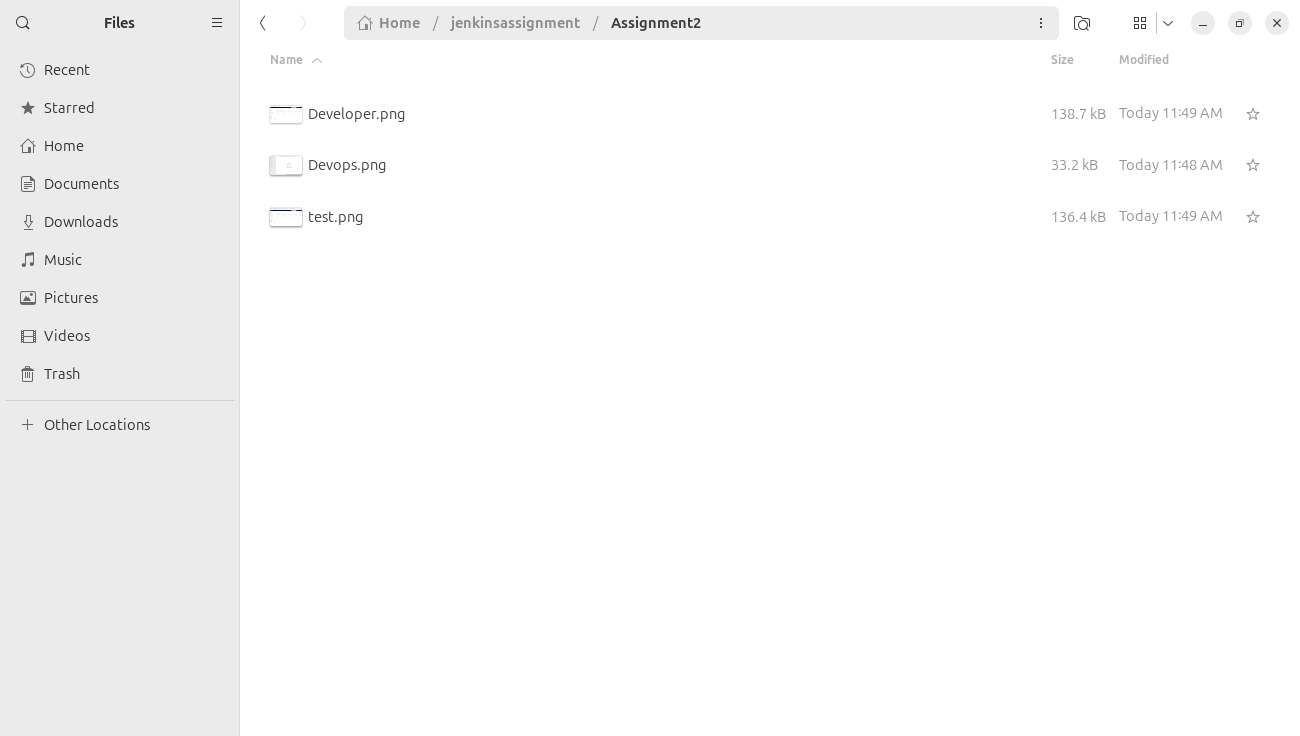 Files
Home / jenkinsassignment / Assignment2
Recent
Starred
Home
Documents
Downloads
Music
Pictures
Videos
Trash
Other Locations
Name Size Modified
Developer.png 138.7 kB Today 11:49 AM
Devops.png 33.2 kB Today 11:48 AM
test.png 136.4 kB Today 11:49 AM